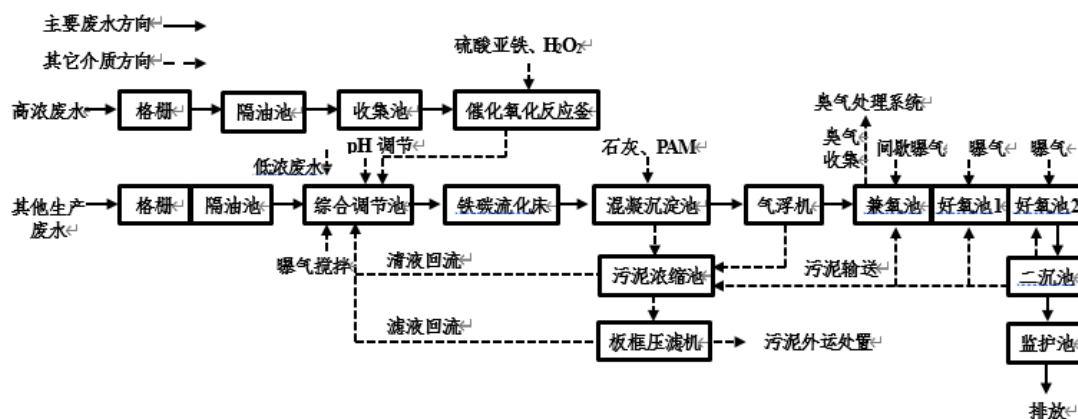 主要废水方向
其它介质方向
硫酸亚铁、H₂O₂
高浓废水
格栅
隔油池
收集池
催化氧化反应釜
臭气处理系统
臭气
收集
间歇曝气
曝气
曝气
低浓废水
pH 调节
石灰、PAM
其他生产
废水
格栅
隔油池
综合调节池
铁碳流化床
混凝沉淀池
气浮机
兼氧池
好氧池1
好氧池2
曝气搅拌
清液回流
污泥浓缩池
污泥输送
二沉池
滤液回流
板框压滤机
污泥外运处置
监护池
排放